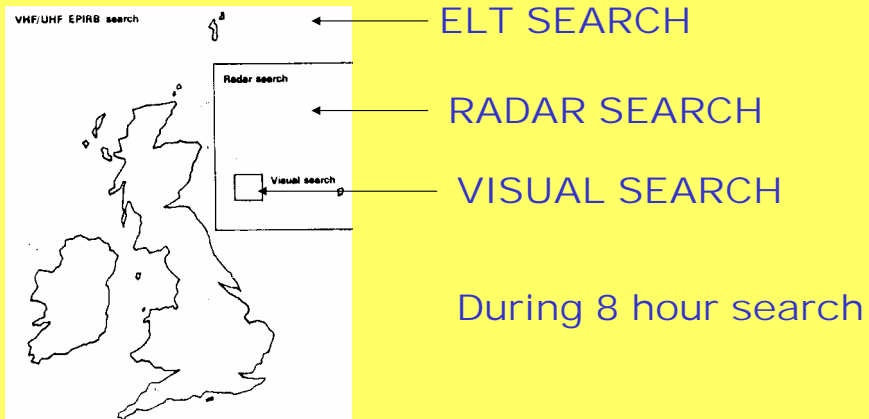 VHF/UHF EPIRB search
ELT SEARCH
Radar search
RADAR SEARCH
Visual search
VISUAL SEARCH
During 8 hour search